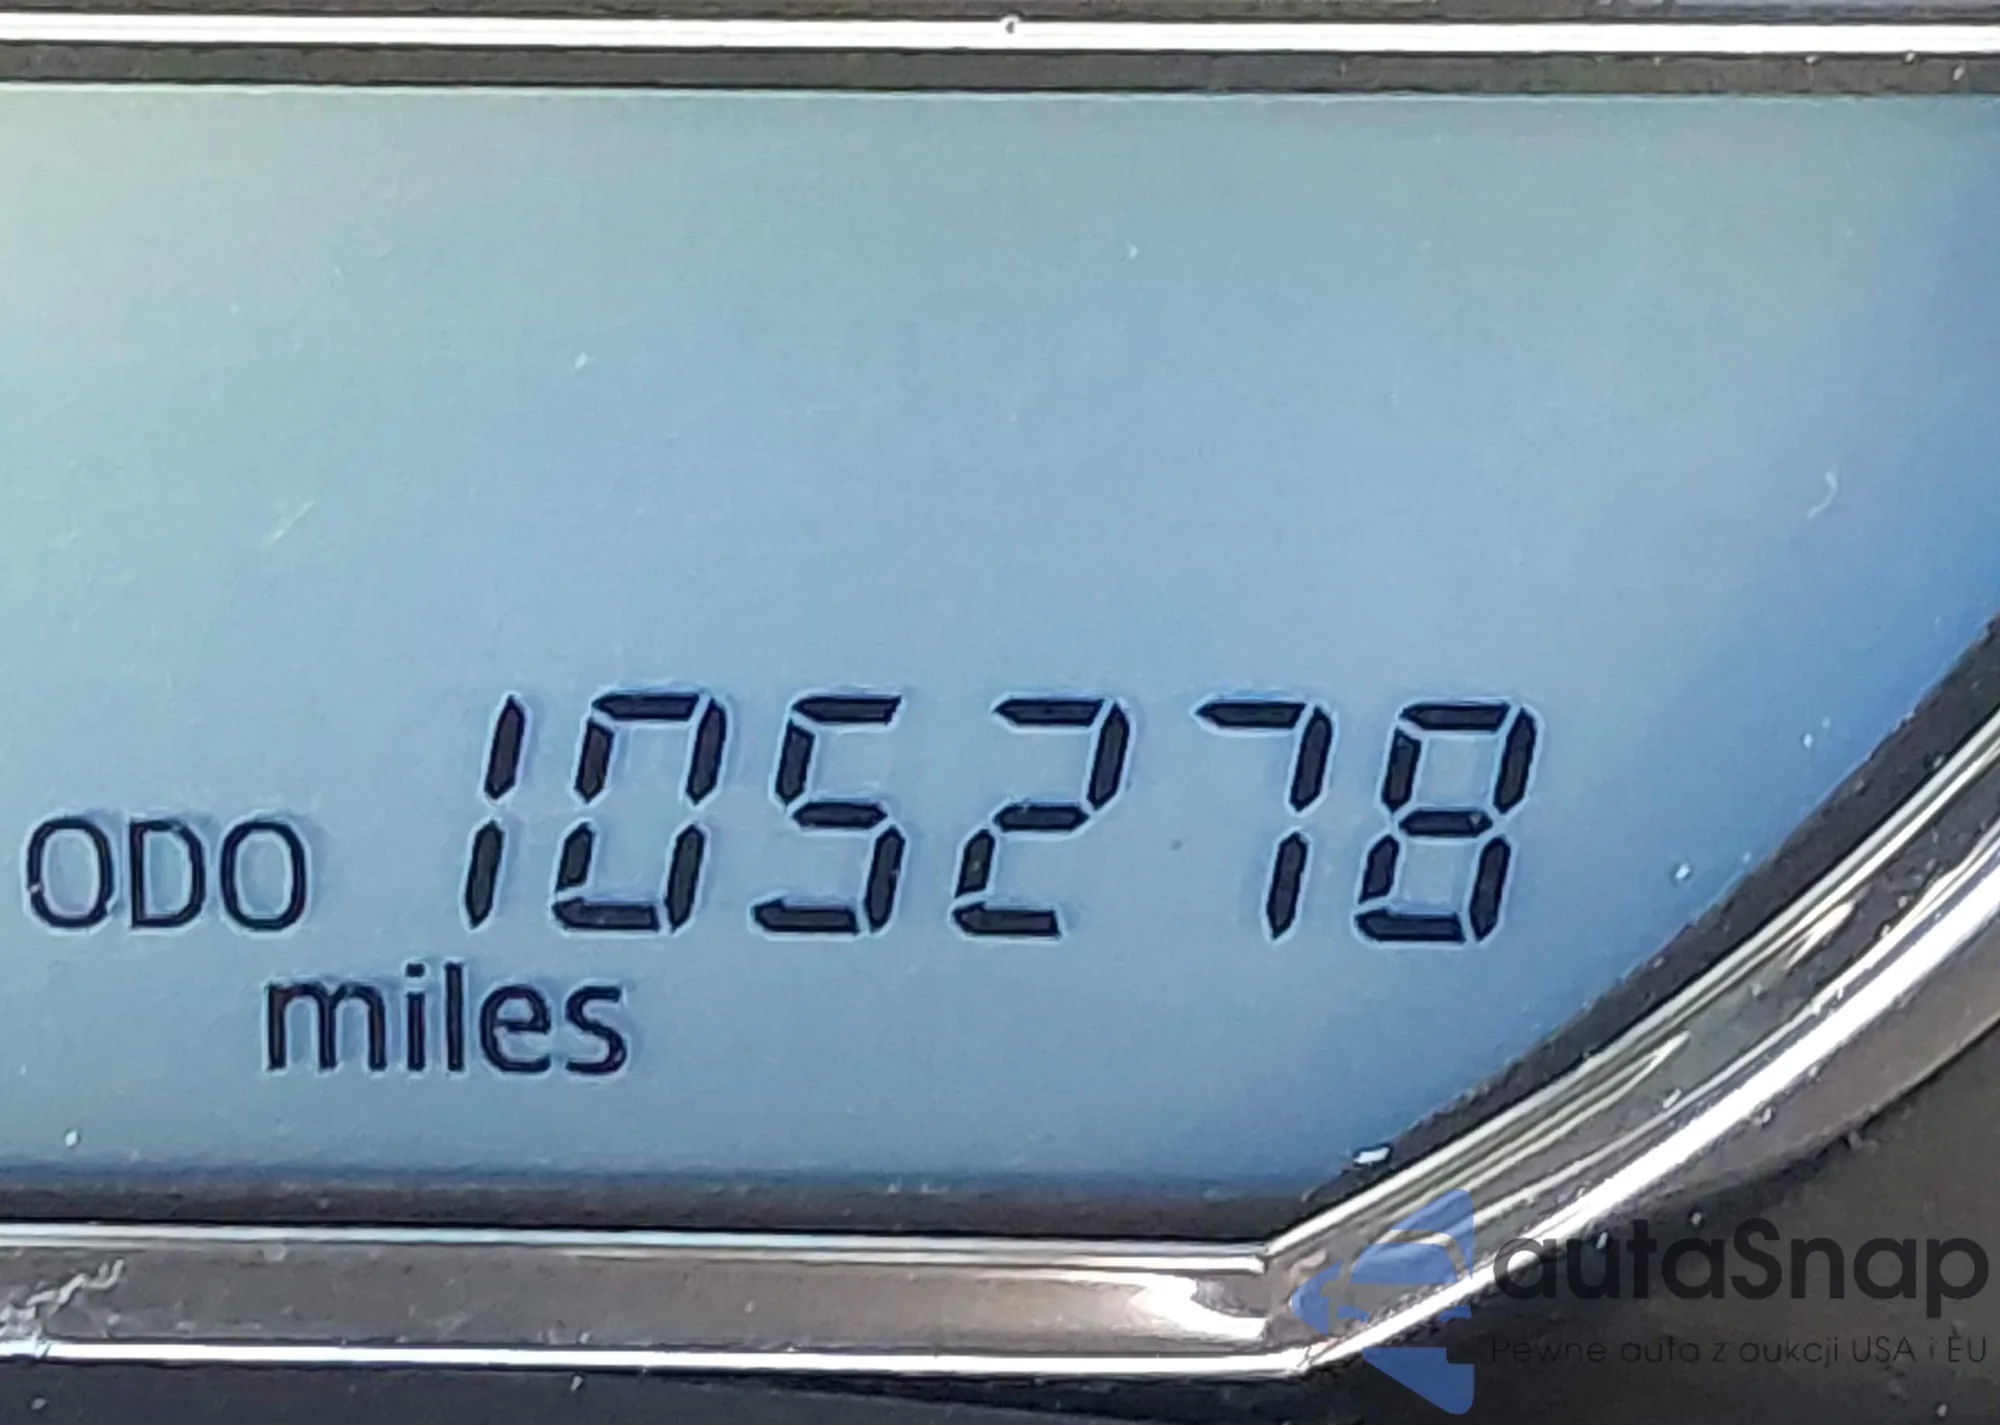 ODO 105278
miles
autaSnap
Pewne auta z aukcji USA i EU